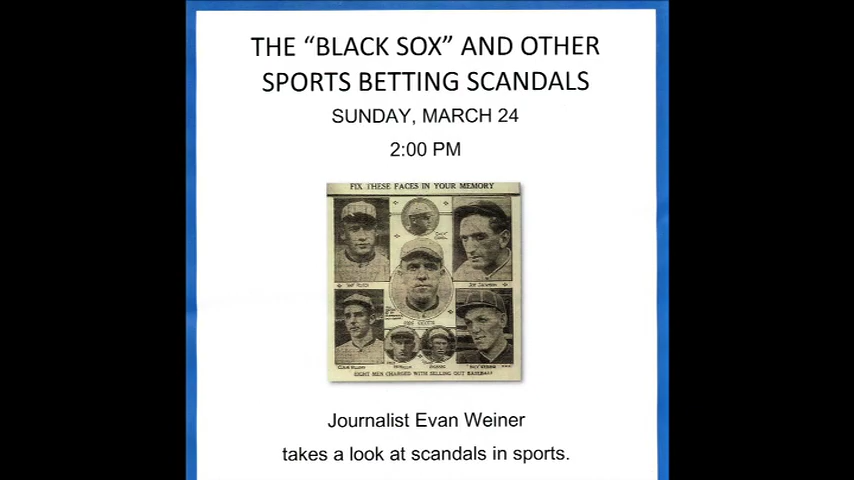 THE “BLACK SOX” AND OTHER
SPORTS BETTING SCANDALS
SUNDAY, MARCH 24
2:00 PM
FIX THESE FACES IN YOUR MEMORY
EIGHT MEN CHARGED WITH SELLING OUT BASEBALL
Journalist Evan Weiner
takes a look at scandals in sports.